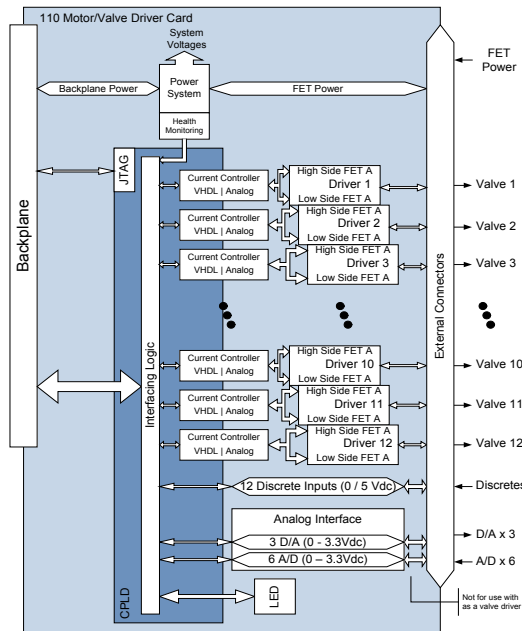 110 Motor/Valve Driver Card
System
Voltages
FET
Power
Backplane Power
Power
System
FET Power
Health
Monitoring
JTAG
Backplane
Interfacing Logic
CPLD
External Connectors
Current Controller
VHDL | Analog
High Side FET A
Driver 1
Low Side FET A
Valve 1
Current Controller
VHDL | Analog
High Side FET A
Driver 2
Low Side FET A
Valve 2
Current Controller
VHDL | Analog
High Side FET A
Driver 3
Low Side FET A
Valve 3
Current Controller
VHDL | Analog
High Side FET A
Driver 10
Low Side FET A
Valve 10
Current Controller
VHDL | Analog
High Side FET A
Driver 11
Low Side FET A
Valve 11
Current Controller
VHDL | Analog
High Side FET A
Driver 12
Low Side FET A
Valve 12
12 Discrete Inputs (0 / 5 Vdc)
Discretes
Analog Interface
3 D/A (0 - 3.3Vdc)
D/A x 3
6 A/D (0 – 3.3Vdc)
A/D x 6
LED
Not for use with
as a valve driver